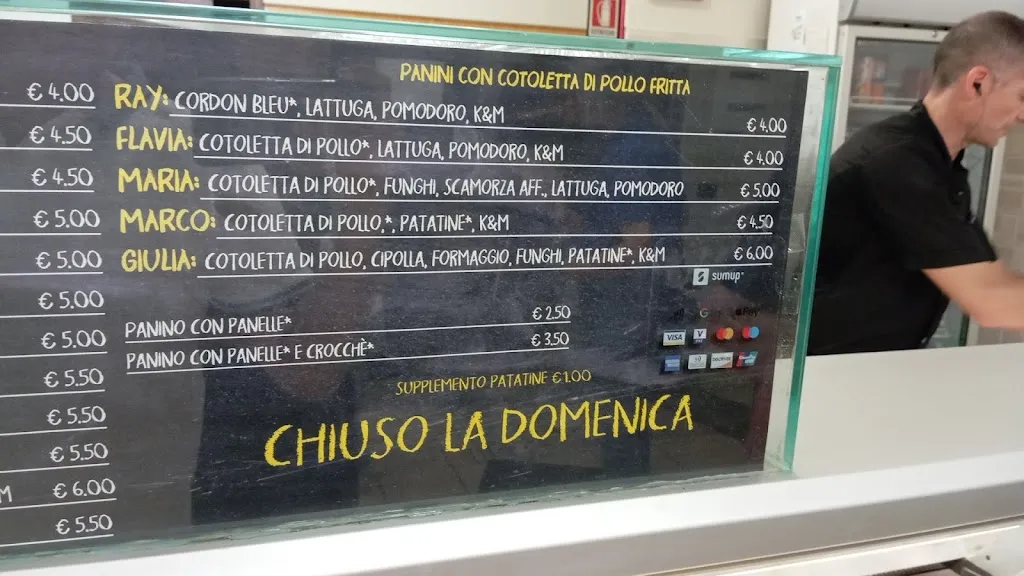 € 4.00
€ 4.50
€ 4.50
€ 5.00
€ 5.00
€ 5.00
€ 5.00
€ 5.50
€ 5.50
€ 5.50
M € 6.00
€ 5.50
PANINI CON COTOLETTA DI POLLO FRITTA
RAY: CORDON BLEU*, LATTUGA, POMODORO, K&M € 4.00
FLAVIA: COTOLETTA DI POLLO*, LATTUGA, POMODORO, K&M € 4.00
MARIA: COTOLETTA DI POLLO*, FUNGHI, SCAMORZA AFF., LATTUGA, POMODORO € 5.00
MARCO: COTOLETTA DI POLLO,*, PATATINE*, K&M € 4.50
GIULIA: COTOLETTA DI POLLO, CIPOLLA, FORMAGGIO, FUNGHI, PATATINE*, K&M € 6.00
sumup
PANINO CON PANELLE* € 2.50
PANINO CON PANELLE* E CROCCHÈ* € 3.50
VISA V
SUPPLEMENTO PATATINE € 1.00
CHIUSO LA DOMENICA